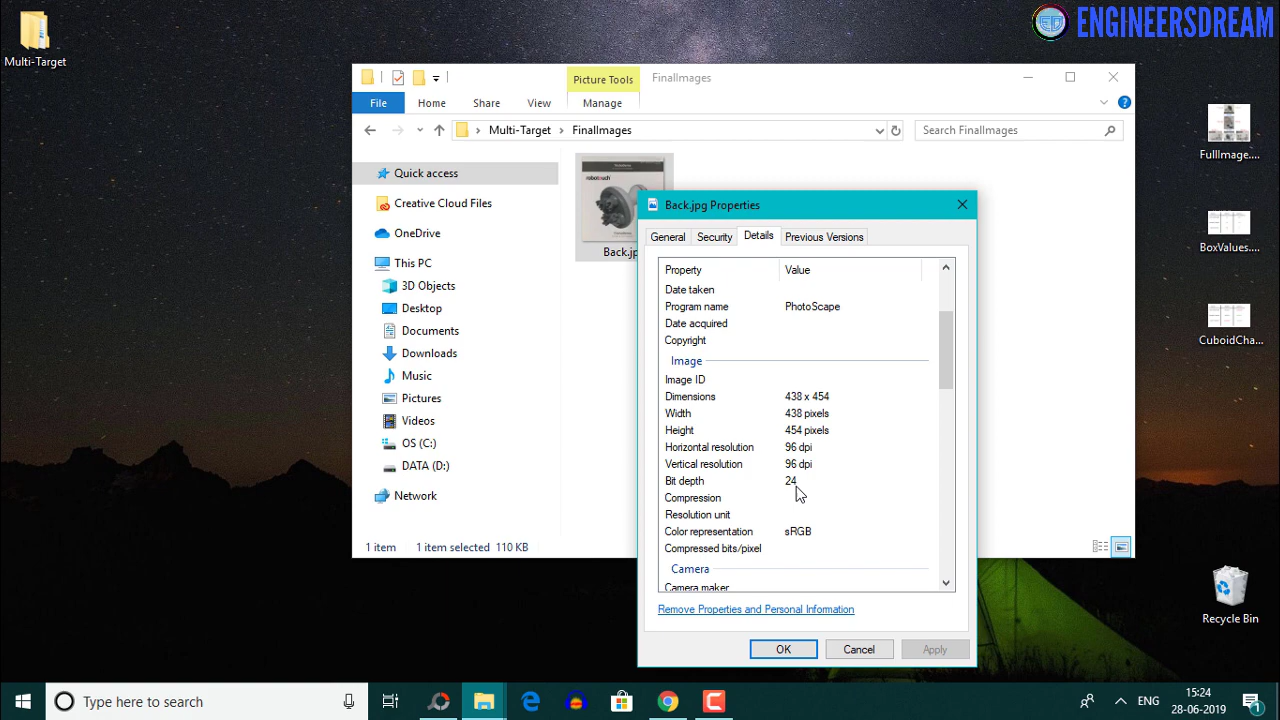 ENGINEERSDREAM
Multi-Target
Picture Tools
FinalImages
File
Home
Share
View
Manage
Multi-Target
FinalImages
Search FinalImages
Quick access
Creative Cloud Files
OneDrive
This PC
3D Objects
Desktop
Documents
Downloads
Music
Pictures
Videos
OS (C:)
DATA (D:)
Network
robotouch
Back.jp
1 item
1 item selected 110 KB
Back.jpg Properties
General
Security
Details
Previous Versions
Property
Value
Date taken
Program name
PhotoScape
Date acquired
Copyright
Image
Image ID
Dimensions
438 x 454
Width
438 pixels
Height
454 pixels
Horizontal resolution
96 dpi
Vertical resolution
96 dpi
Bit depth
24
Compression
Resolution unit
Color representation
sRGB
Compressed bits/pixel
Camera
Camera maker
Remove Properties and Personal Information
OK
Cancel
Apply
FullImage....
BoxValues....
CuboidCha...
Recycle Bin
Type here to search
ENG
15:24
28-06-2019
1